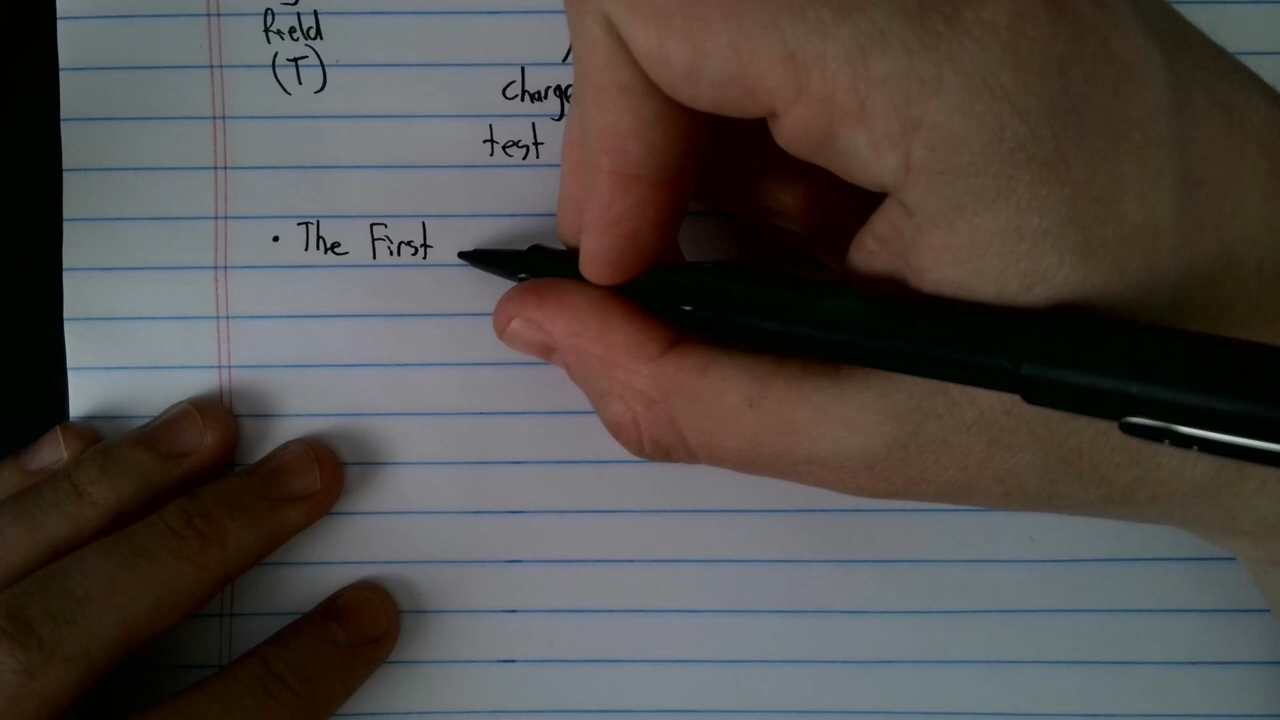 field
(T)
charge
test
• The First